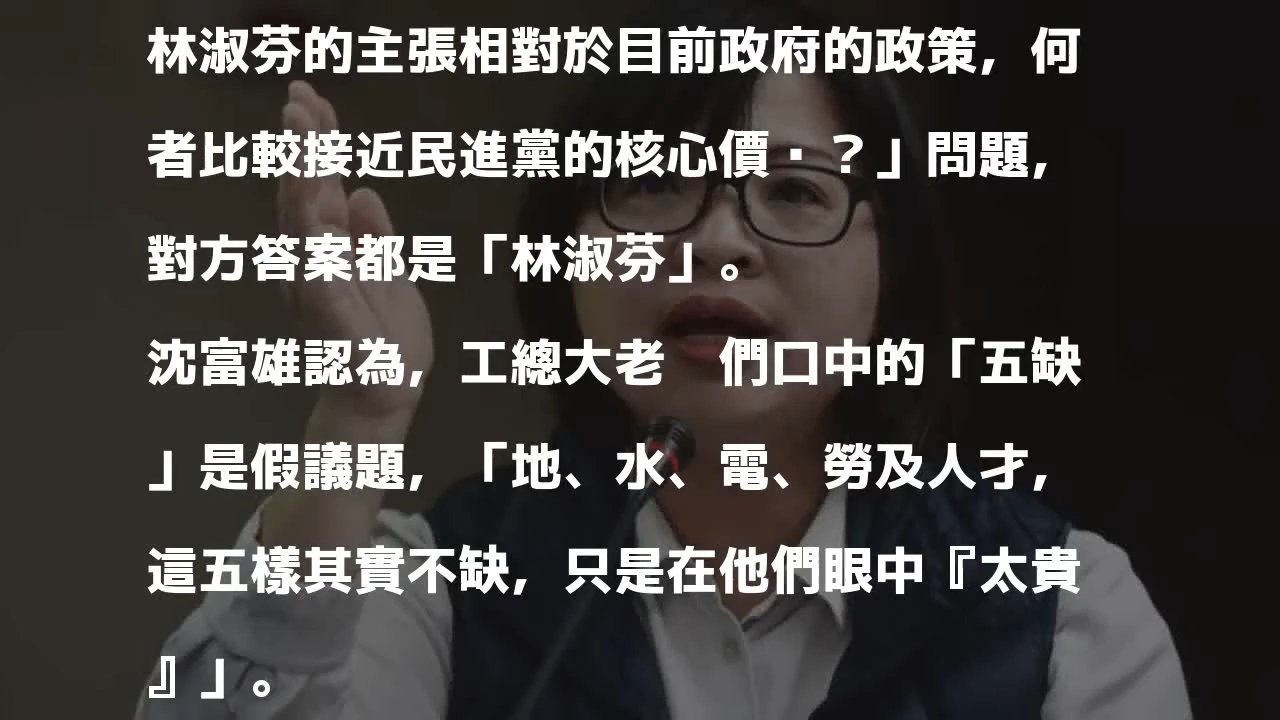 林淑芬的主張相對於目前政府的政策，何
者比較接近民進黨的核心價·？」問題，
對方答案都是「林淑芬」。
沈富雄認為，工總大老　們口中的「五缺
」是假議題，「地、水、電、勞及人才，
這五樣其實不缺，只是在他們眼中『太貴
』」。